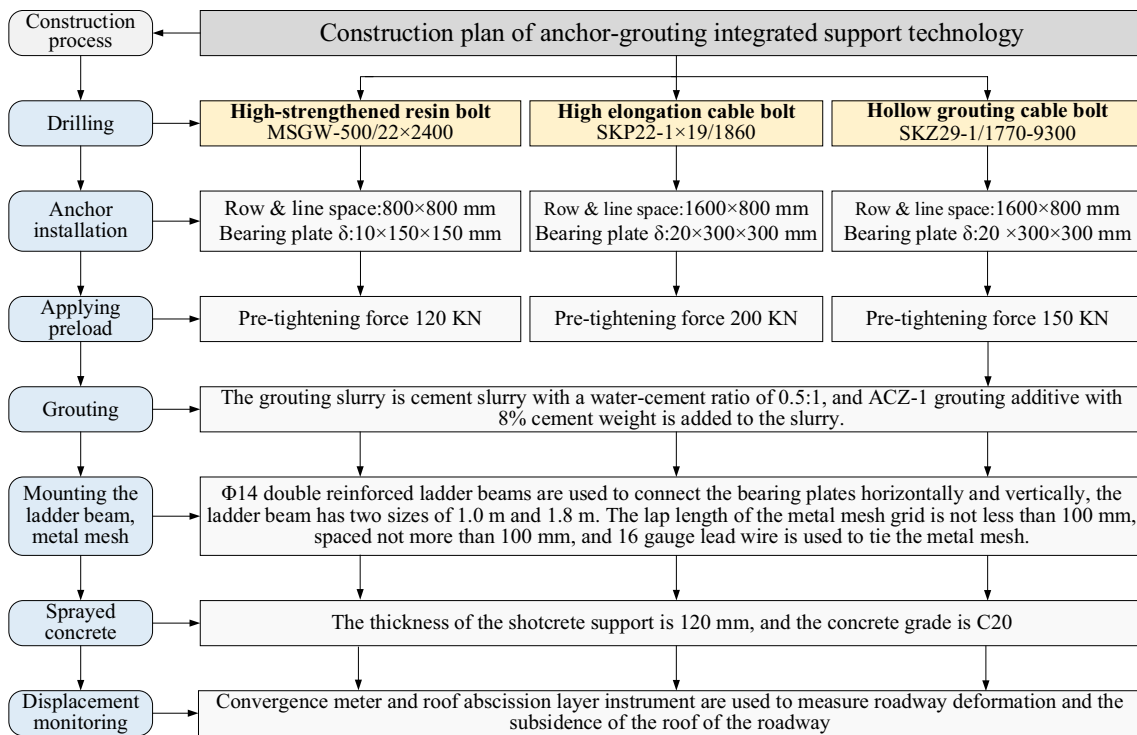 Construction
process
Construction plan of anchor-grouting integrated support technology
Drilling
High-strengthened resin bolt
MSGW-500/22×2400
High elongation cable bolt
SKP22-1×19/1860
Hollow grouting cable bolt
SKZ29-1/1770-9300
Anchor
installation
Row & line space:800×800 mm
Bearing plate δ:10×150×150 mm
Row & line space:1600×800 mm
Bearing plate δ:20×300×300 mm
Row & line space:1600×800 mm
Bearing plate δ:20 ×300×300 mm
Applying
preload
Pre-tightening force 120 KN
Pre-tightening force 200 KN
Pre-tightening force 150 KN
Grouting
The grouting slurry is cement slurry with a water-cement ratio of 0.5:1, and ACZ-1 grouting additive with
8% cement weight is added to the slurry.
Mounting the
ladder beam,
metal mesh
Φ14 double reinforced ladder beams are used to connect the bearing plates horizontally and vertically, the
ladder beam has two sizes of 1.0 m and 1.8 m. The lap length of the metal mesh grid is not less than 100 mm,
spaced not more than 100 mm, and 16 gauge lead wire is used to tie the metal mesh.
Sprayed
concrete
The thickness of the shotcrete support is 120 mm, and the concrete grade is C20
Displacement
monitoring
Convergence meter and roof abscission layer instrument are used to measure roadway deformation and the
subsidence of the roof of the roadway